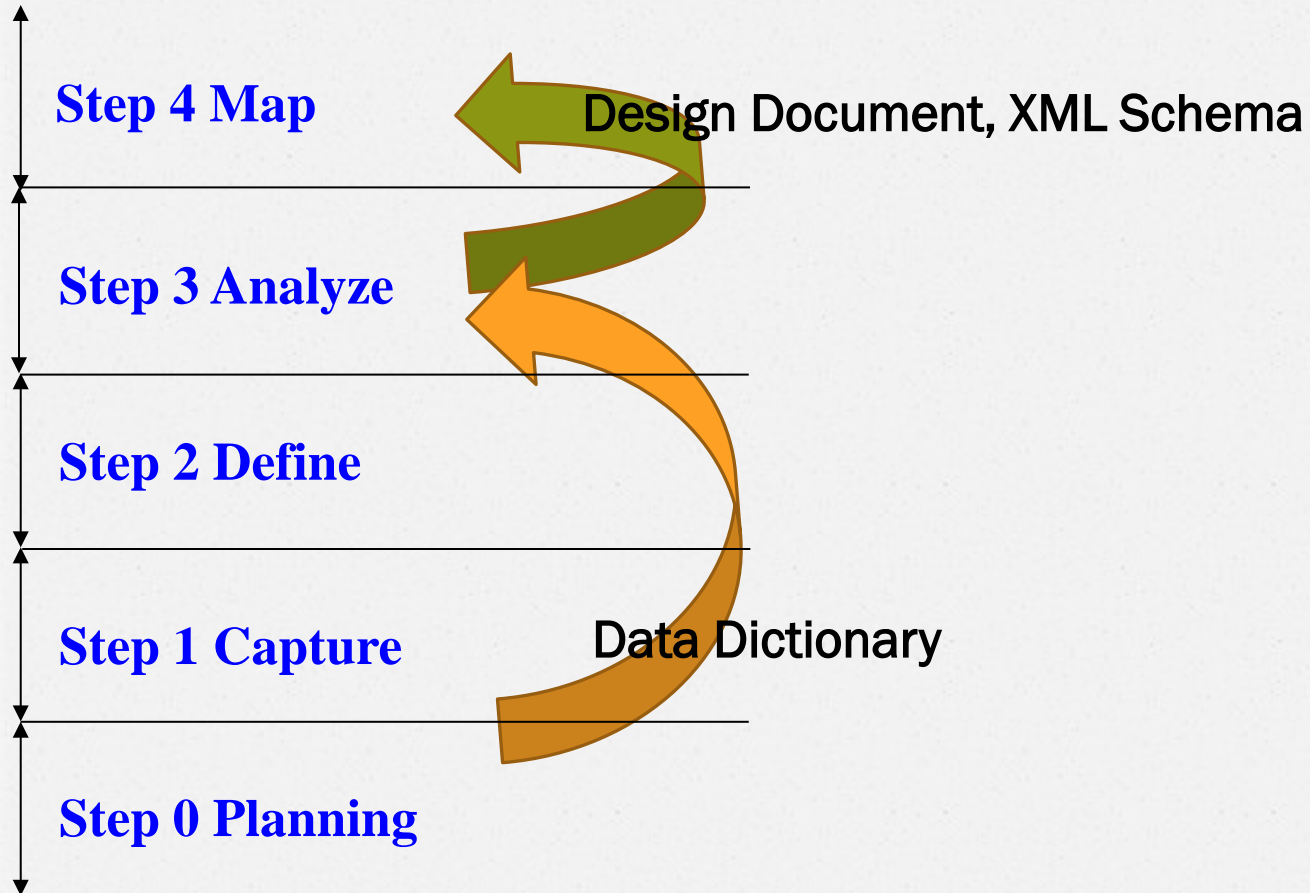 Step 4 Map
Design Document, XML Schema
Step 3 Analyze
Step 2 Define
Step 1 Capture
Data Dictionary
Step 0 Planning